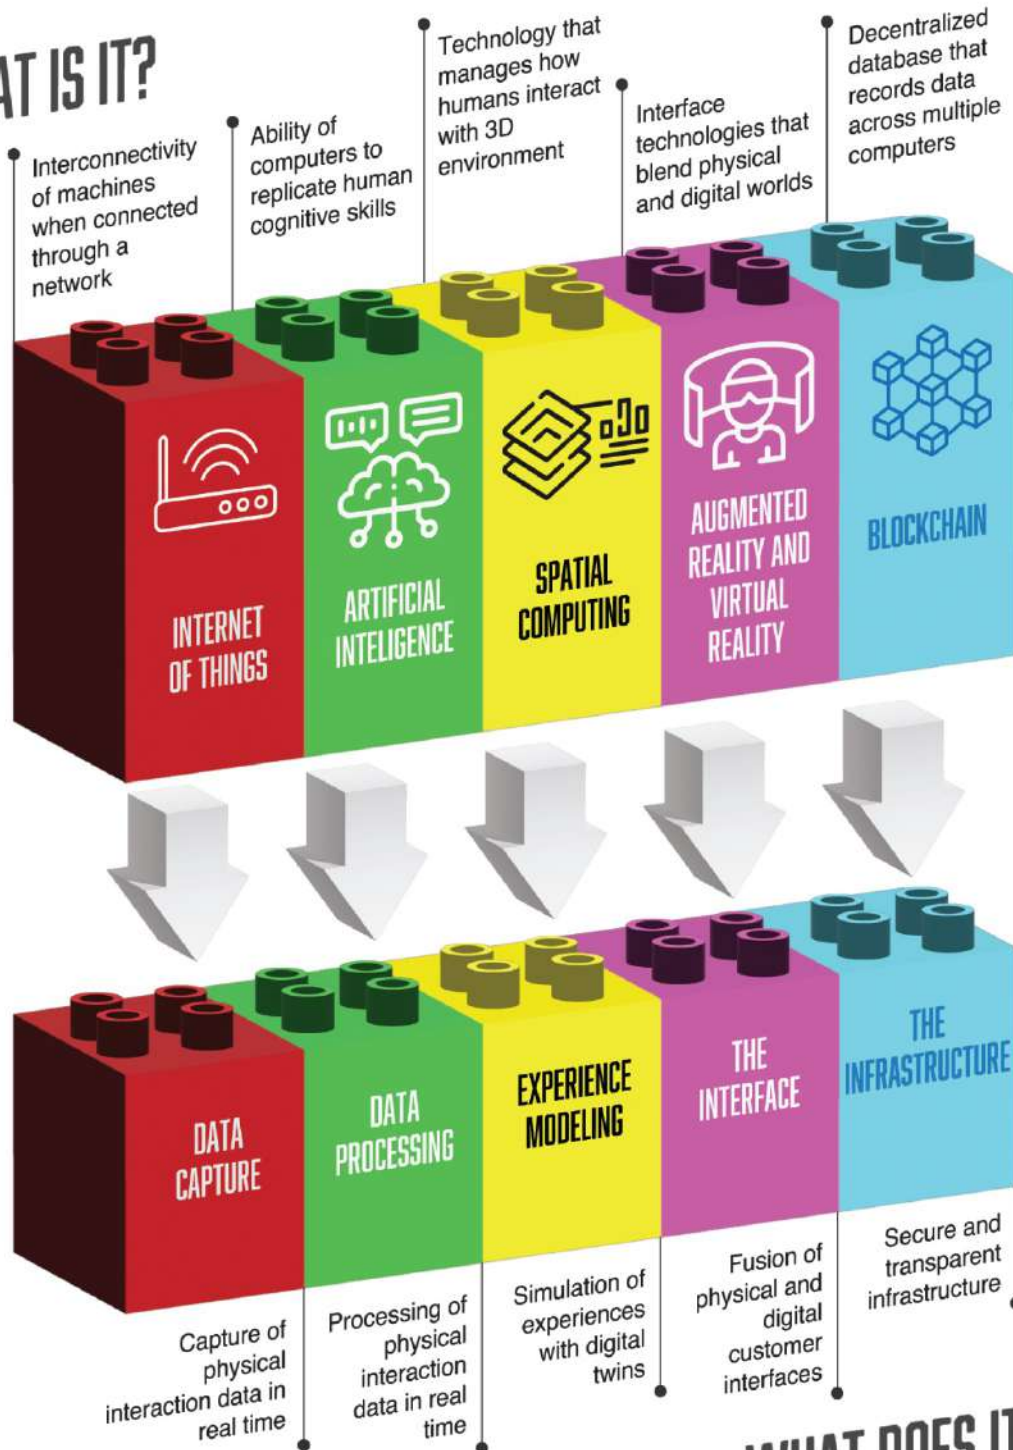 AT IS IT?
Interconnectivity
of machines
when connected
through a
network
Ability of
computers to
replicate human
cognitive skills
Technology that
manages how
humans interact
with 3D
environment
Interface
technologies that
blend physical
and digital worlds
Decentralized
database that
records data
across multiple
computers
INTERNET
OF THINGS
ARTIFICIAL
INTELIGENCE
SPATIAL
COMPUTING
AUGMENTED
REALITY AND
VIRTUAL
REALITY
BLOCKCHAIN
DATA
CAPTURE
DATA
PROCESSING
EXPERIENCE
MODELING
THE
INTERFACE
THE
INFRASTRUCTURE
Capture of
physical
interaction data in
real time
Processing of
physical
interaction
data in real
time
Simulation of
experiences
with digital
twins
Fusion of
physical and
digital
customer
interfaces
Secure and
transparent
infrastructure
WHAT DOES IT